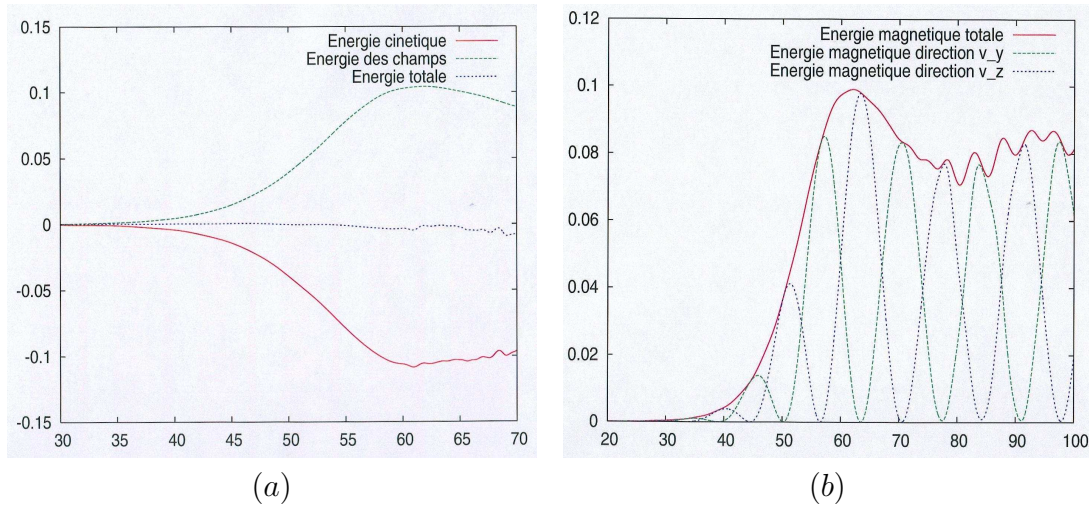 0.15
0.1
0.05
0
-0.05
-0.1
-0.15
30 35 40 45 50 55 60 65 70
Energie cinetique
Energie des champs
Energie totale
(a)
0.12
0.1
0.08
0.06
0.04
0.02
0
20 30 40 50 60 70 80 90 100
Energie magnetique totale
Energie magnetique direction v_y
Energie magnetique direction v_z
(b)